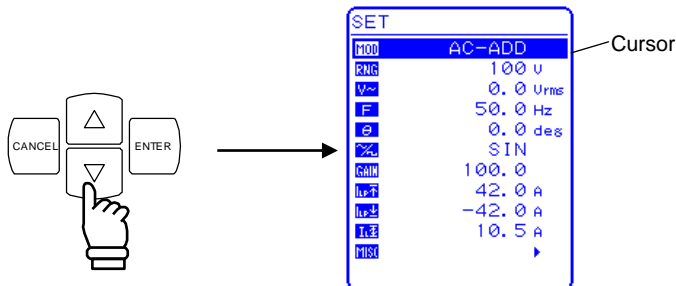 SET
MOD AC-ADD
Cursor
RNG 100 V
V~ 0.0 Vrms
F 50.0 Hz
θ 0.0 deg
SIN
CANCEL
ENTER
GAIN 100.0
42.0 A
-42.0 A
10.5 A
MISC